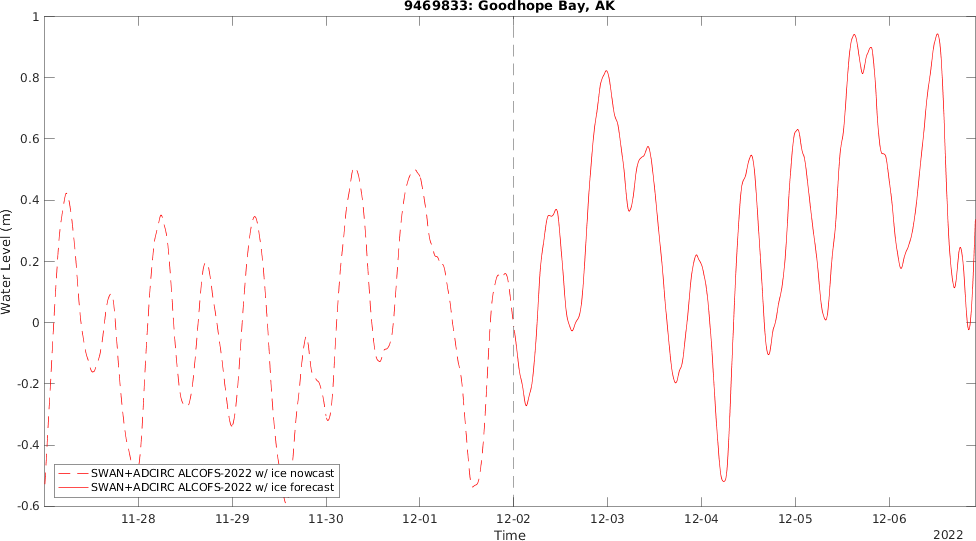 9469833: Goodhope Bay, AK
1
0.8
0.6
0.4
0.2
0
-0.2
-0.4
-0.6
Water Level (m)
SWAN+ADCIRC ALCOFS-2022 w/ ice nowcast
SWAN+ADCIRC ALCOFS-2022 w/ ice forecast
11-28 11-29 11-30 12-01 12-02 12-03 12-04 12-05 12-06
Time
2022